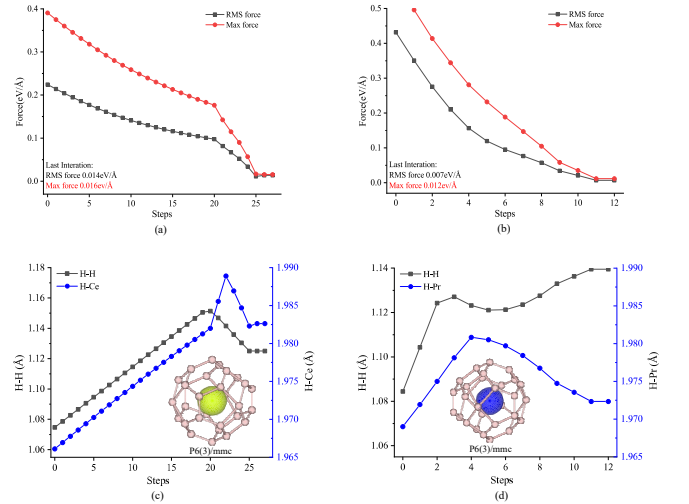 0.4
0.3
0.2
0.1
0.0
Force(eV/Å)
RMS force
Max force
Last Interation:
RMS force 0.014eV/Å
Max force 0.016ev/Å
0 5 10 15 20 25
Steps
(a)
0.5
0.4
0.3
0.2
0.1
0.0
Force(eV/Å)
RMS force
Max force
Last Interation:
RMS force 0.007eV/Å
Max force 0.012ev/Å
0 2 4 6 8 10 12
Steps
(b)
1.18
1.16
1.14
1.12
1.10
1.08
1.06
H-H (Å)
H-H
H-Ce
1.990
1.985
1.980
1.975
1.970
1.965
H-Ce (Å)
P6(3)/mmc
0 5 10 15 20 25
Steps
(c)
1.14
1.12
1.10
1.08
1.06
H-H (Å)
H-H
H-Pr
1.990
1.985
1.980
1.975
1.970
1.965
H-Pr (Å)
P6(3)/mmc
0 2 4 6 8 10 12
Steps
(d)